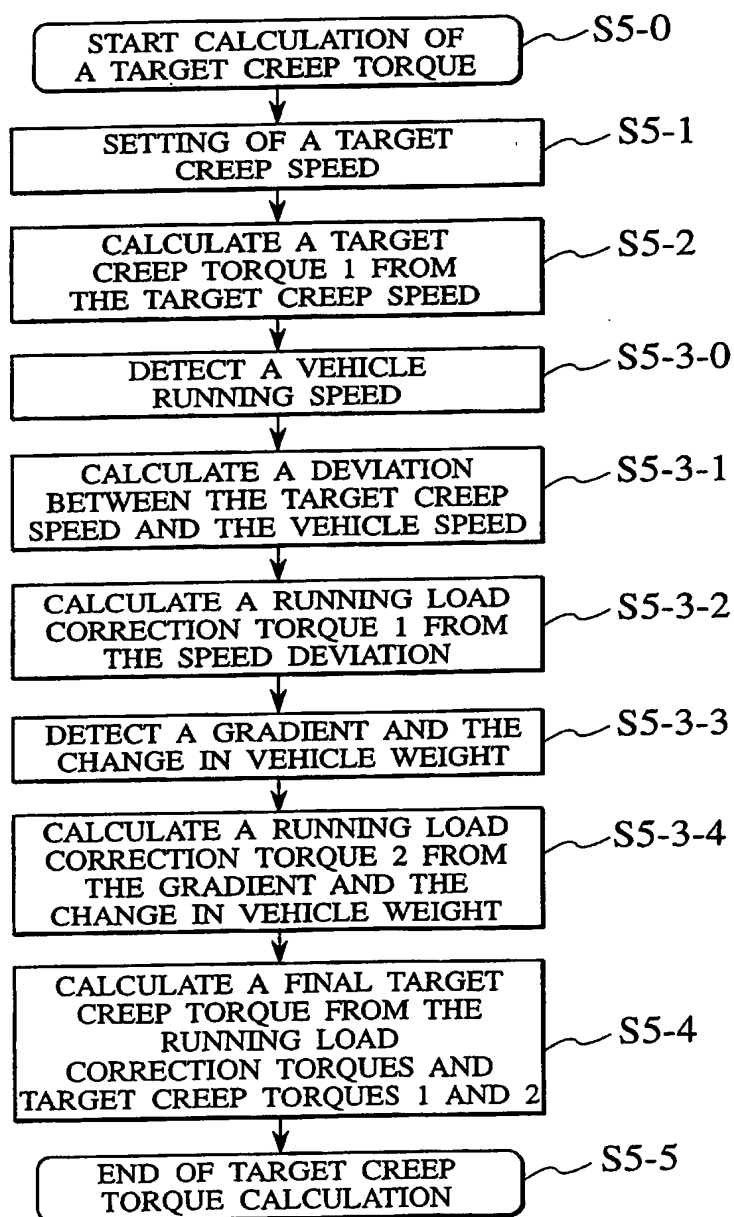 START CALCULATION OF
A TARGET CREEP TORQUE
S5-0
SETTING OF A TARGET
CREEP SPEED
S5-1
CALCULATE A TARGET
CREEP TORQUE 1 FROM
THE TARGET CREEP SPEED
S5-2
DETECT A VEHICLE
RUNNING SPEED
S5-3-0
CALCULATE A DEVIATION
BETWEEN THE TARGET CREEP
SPEED AND THE VEHICLE SPEED
S5-3-1
CALCULATE A RUNNING LOAD
CORRECTION TORQUE 1 FROM
THE SPEED DEVIATION
S5-3-2
DETECT A GRADIENT AND THE
CHANGE IN VEHICLE WEIGHT
S5-3-3
CALCULATE A RUNNING LOAD
CORRECTION TORQUE 2 FROM
THE GRADIENT AND THE
CHANGE IN VEHICLE WEIGHT
S5-3-4
CALCULATE A FINAL TARGET
CREEP TORQUE FROM THE
RUNNING LOAD
CORRECTION TORQUES AND
TARGET CREEP TORQUES 1 AND 2
S5-4
END OF TARGET CREEP
TORQUE CALCULATION
S5-5